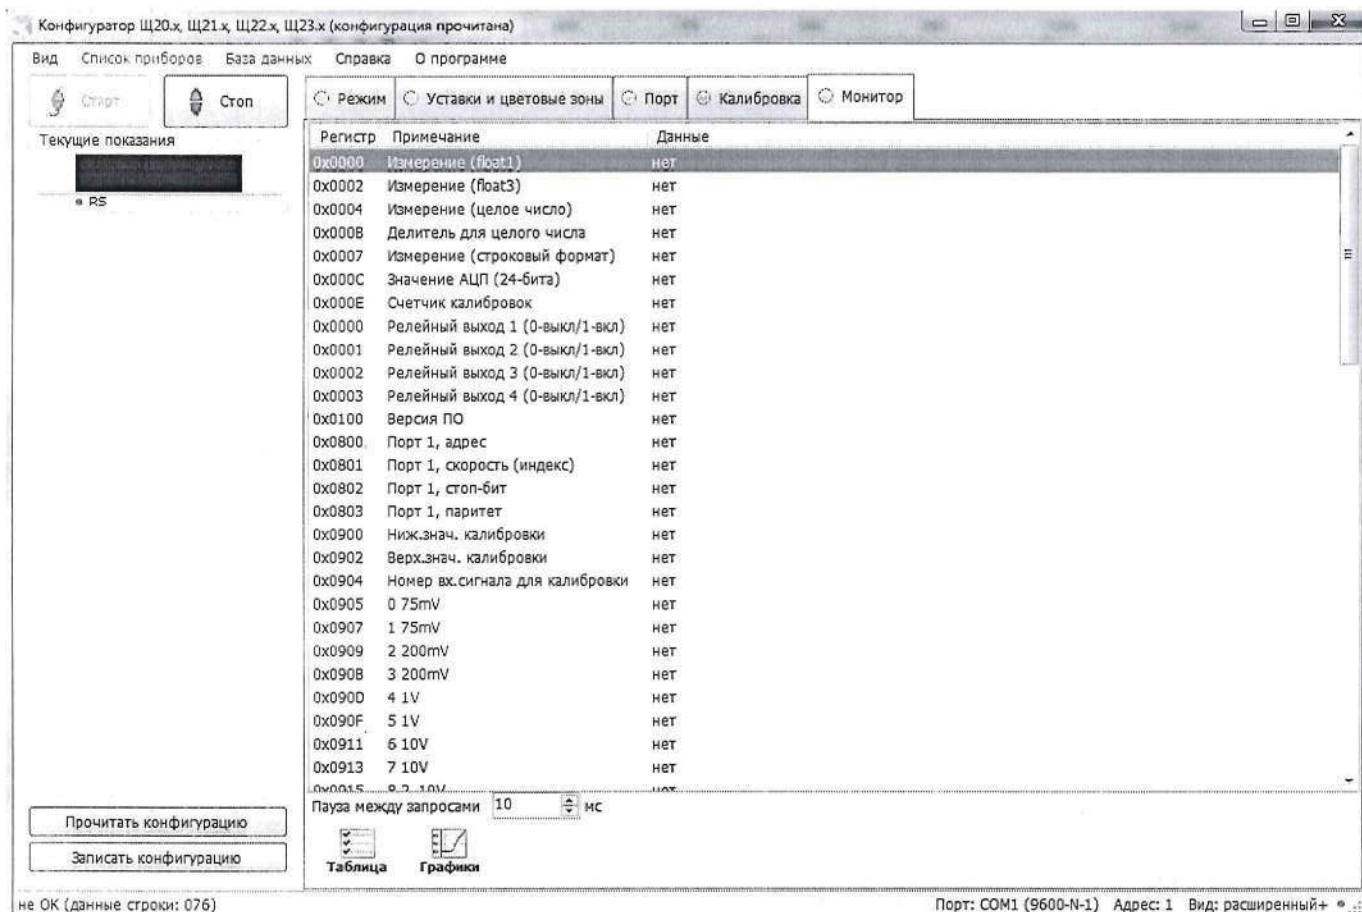 Конфигуратор Щ20.х, Щ21.х, Щ22.х, Щ23.х (конфигурация прочитана)
Вид Список приборов База данных Справка О программе
Старт Стоп
Режим Уставки и цветовые зоны Порт Калибровка Монитор
Текущие показания
RS
Регистр Примечание Данные
0x0000 Измерение (float1) нет
0x0002 Измерение (float3) нет
0x0004 Измерение (целое число) нет
0x000B Делитель для целого числа нет
0x0007 Измерение (строковый формат) нет
0x000C Значение АЦП (24-бита) нет
0x000E Счетчик калибровок нет
0x0000 Релейный выход 1 (0-выкл/1-вкл) нет
0x0001 Релейный выход 2 (0-выкл/1-вкл) нет
0x0002 Релейный выход 3 (0-выкл/1-вкл) нет
0x0003 Релейный выход 4 (0-выкл/1-вкл) нет
0x0100 Версия ПО нет
0x0800 Порт 1, адрес нет
0x0801 Порт 1, скорость (индекс) нет
0x0802 Порт 1, стоп-бит нет
0x0803 Порт 1, паритет нет
0x0900 Ниж.знач. калибровки нет
0x0902 Верх.знач. калибровки нет
0x0904 Номер вх.сигнала для калибровки нет
0x0905 0 75mV нет
0x0907 1 75mV нет
0x0909 2 200mV нет
0x090B 3 200mV нет
0x090D 4 1V нет
0x090F 5 1V нет
0x0911 6 10V нет
0x0913 7 10V нет
0x0915 8 2..10V нет
Пауза между запросами 10 мс
Таблица Графики
Прочитать конфигурацию
Записать конфигурацию
не ОК (данные строки: 076) Порт: COM1 (9600-N-1) Адрес: 1 Вид: расширенный+